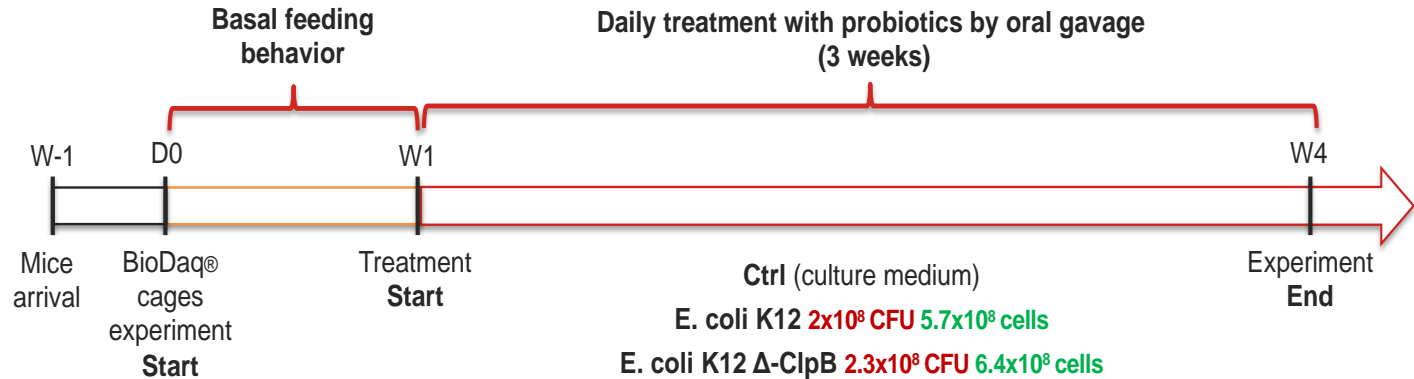 Basal feeding
behavior
Daily treatment with probiotics by oral gavage
(3 weeks)
W-1
D0
W1
W4
Mice
arrival
BioDaq®
cages
experiment
Start
Treatment
Start
Ctrl (culture medium)
E. coli K12 2x10⁸ CFU 5.7x10⁸ cells
E. coli K12 Δ-ClpB 2.3x10⁸ CFU 6.4x10⁸ cells
Experiment
End